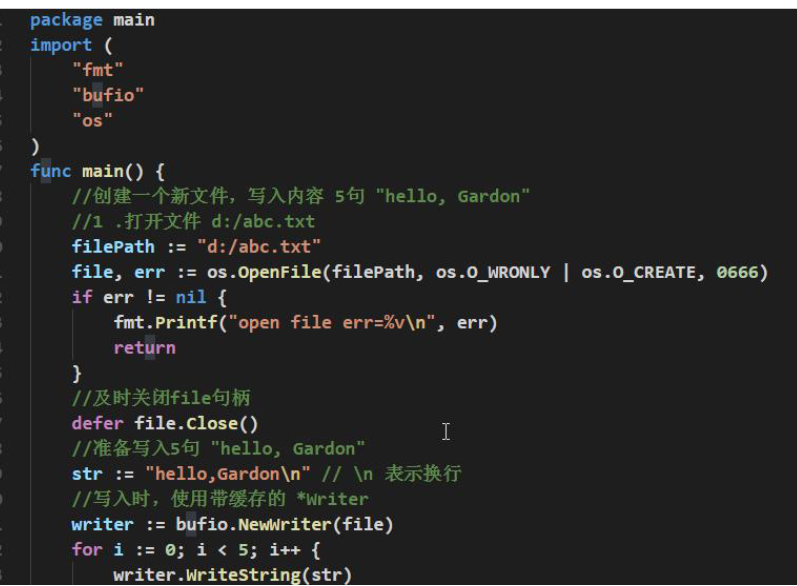 package main
import (
"fmt"
"bufio"
"os"
)
func main() {
//创建一个新文件，写入内容 5句 "hello, Gardon"
//1 .打开文件 d:/abc.txt
filePath := "d:/abc.txt"
file, err := os.OpenFile(filePath, os.O_WRONLY | os.O_CREATE, 0666)
if err != nil {
fmt.Printf("open file err=%v\n", err)
return
}
//及时关闭file句柄
defer file.Close()
//准备写入5句 "hello, Gardon"
str := "hello,Gardon\n" // \n 表示换行
//写入时，使用带缓存的 *Writer
writer := bufio.NewWriter(file)
for i := 0; i < 5; i++ {
writer.WriteString(str)